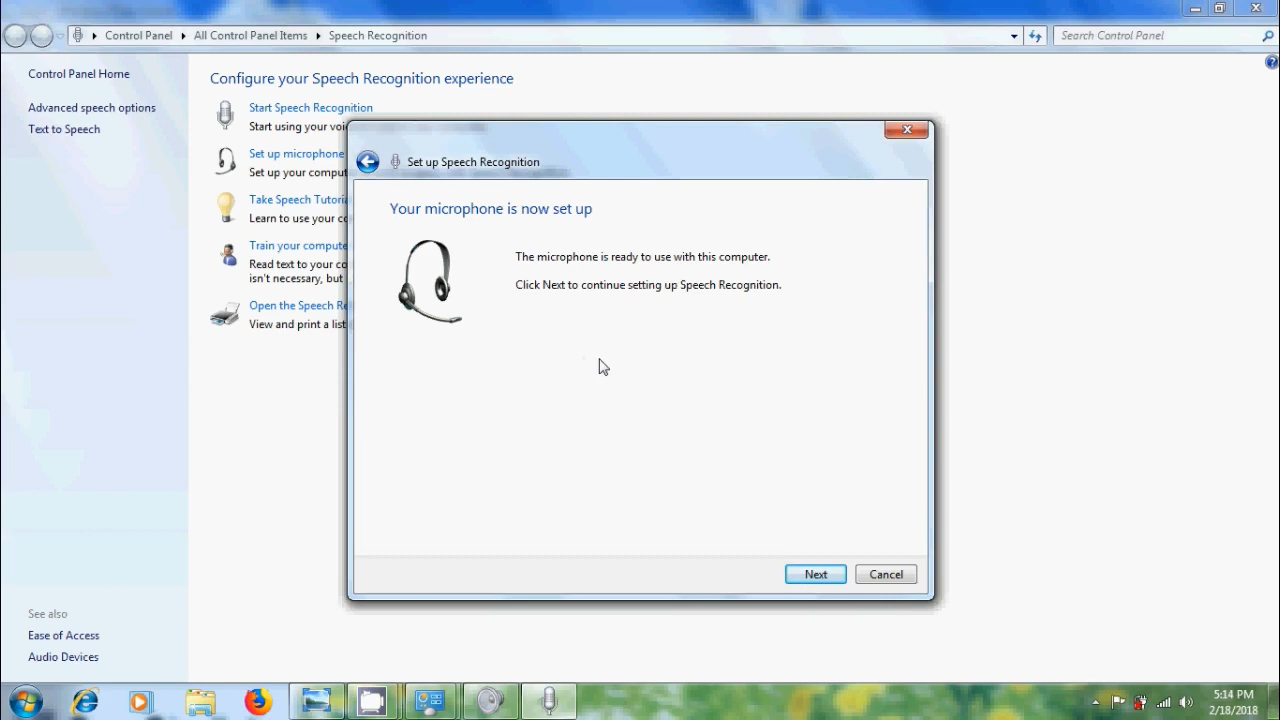 Control Panel All Control Panel Items Speech Recognition
Search Control Panel
Control Panel Home
Advanced speech options
Text to Speech
Configure your Speech Recognition experience
Start Speech Recognition
Start using your voi
Set up microphone
Set up your comput
Take Speech Tutoria
Learn to use your co
Train your compute
Read text to your co
isn't necessary, but
Open the Speech Re
View and print a list
Set up Speech Recognition
Your microphone is now set up
The microphone is ready to use with this computer.
Click Next to continue setting up Speech Recognition.
Next
Cancel
See also
Ease of Access
Audio Devices
5:14 PM
2/18/2018